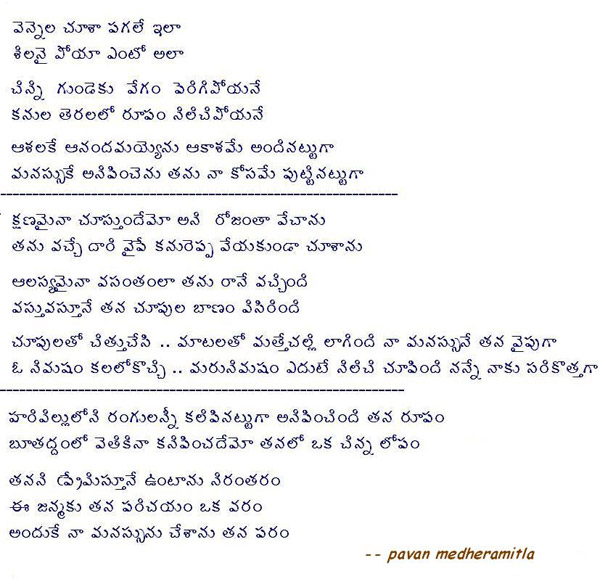 వెన్నెల చూశా పగలే ఇలా
శిలనై పోయా ఎంటో అలా
చిన్ని గుండెకు వేగం పెరిగిపోయనే
కనుల తెరలలో రూపం నిలిచిపోయనే
ఆశలకే ఆనందమయ్యెను ఆకాశమే అందినట్టుగా
మనస్సుకే అనిపించెను తను నా కోసమే పుట్టినట్టుగా
------------------------------------------------------------
క్షణమైనా చూస్తుందేమో అని రోజంతా వేచాను
తను వచ్చే దారి వైపే కనురెప్ప వేయకుండా చూశాను
ఆలస్యమైనా వసంతంలా తను రానే వచ్చింది
వస్తువస్తూనే తన చూపుల బాణం విసిరింది
చూపులతో చిత్తుచేసి .. మాటలతో మత్తేచల్లి లాగింది నా మనస్సునే తన వైపుగా
ఓ నిమిషం కలలోకొచ్చి .. మరునిమిషం ఎదుటే నిలిచి చూపింది నన్నే నాకు సరికొత్తగా
------------------------------------------------------------
హరివిల్లులోని రంగులన్నీ కలిపినట్టుగా అనిపించింది తన రూపం
బూతద్దంలో వెతికినా కనిపించదేమో తనలో ఒక చిన్న లోపం
తనని ప్రేమిస్తూనే ఉంటాను నిరంతరం
ఈ జన్మకు తన పరిచయం ఒక వరం
అందుకే నా మనస్సును చేశాను తన పరం
-- pavan medheramitla